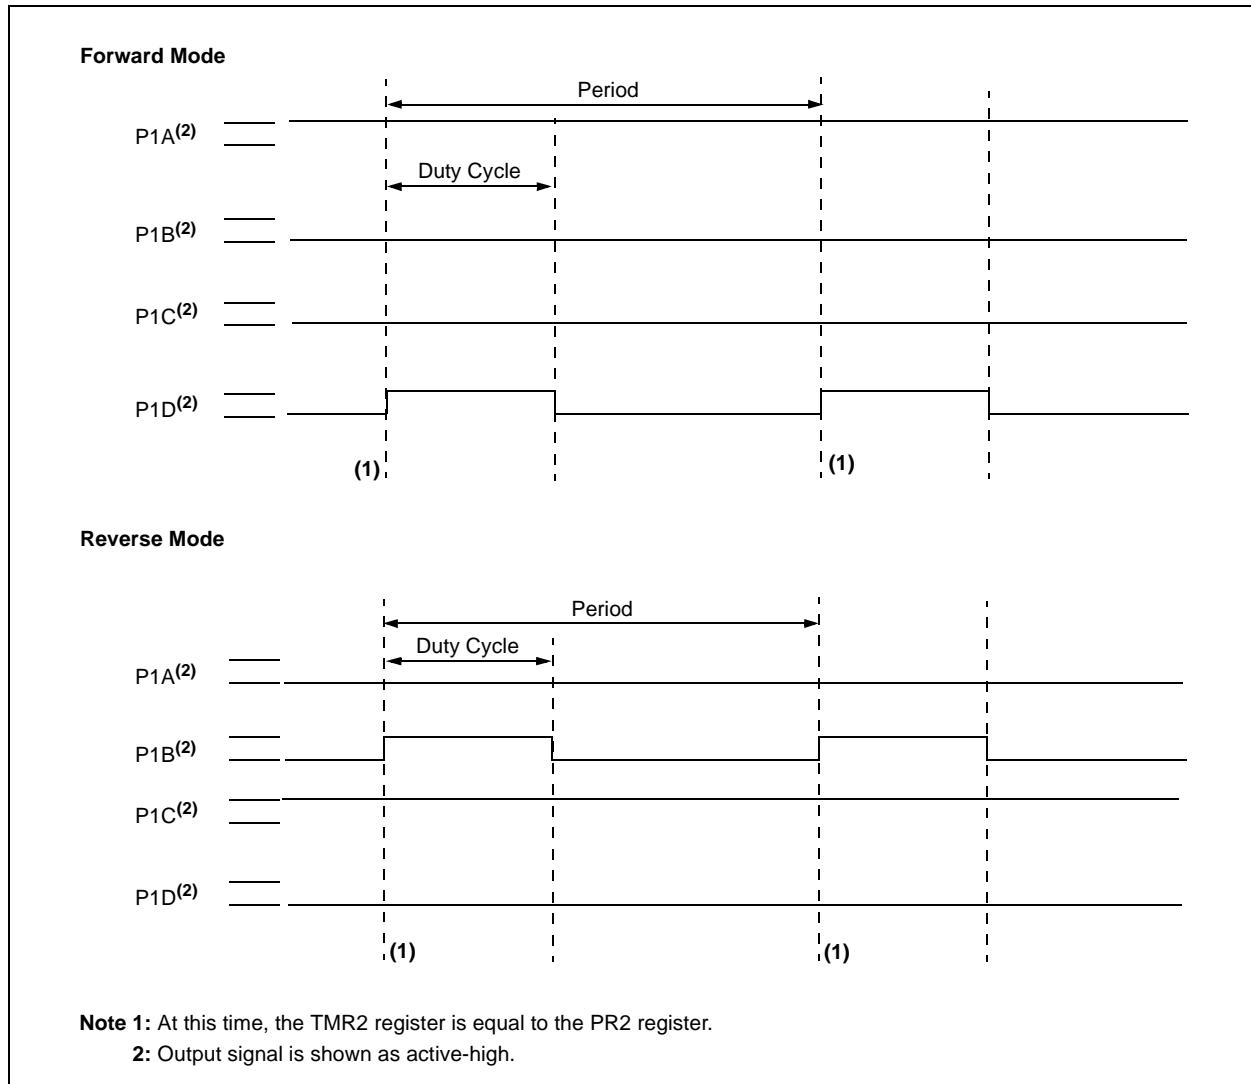 Forward Mode
Period
P1A(2)
Duty Cycle
P1B(2)
P1C(2)
P1D(2)
(1)
(1)
Reverse Mode
Period
Duty Cycle
P1A(2)
P1B(2)
P1C(2)
P1D(2)
(1)
(1)
Note 1: At this time, the TMR2 register is equal to the PR2 register.
2: Output signal is shown as active-high.